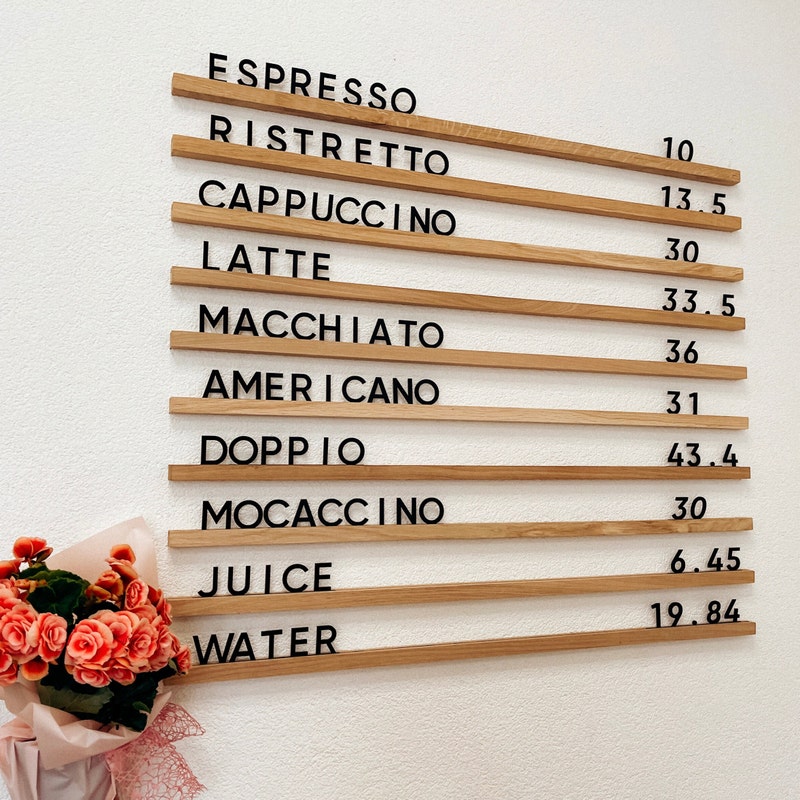 ESPRESSO 10
RISTRETTO 13.5
CAPPUCCINO 30
LATTE 33.5
MACCHIATO 36
AMERICANO 31
DOPPIO 43.4
MOCACCINO 30
JUICE 6.45
WATER 19.84